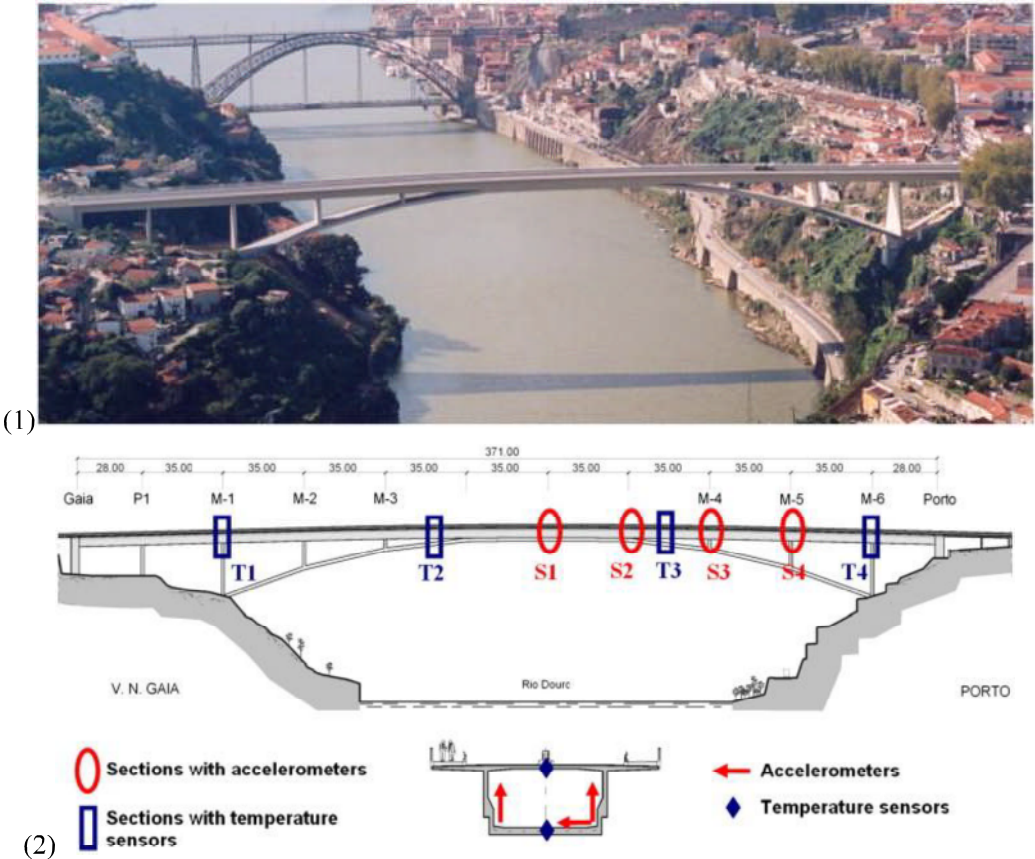 (1)
371.00
28.00 35.00 35.00 35.00 35.00 35.00 35.00 35.00 35.00 28.00
Gaia P1 M-1 M-2 M-3 M-4 M-5 M-6 Porto
T1 T2 S1 S2 T3 S3 S4 T4
V. N. GAIA Rio Douro PORTO
Sections with accelerometers
Sections with temperature
sensors
Accelerometers
Temperature sensors
(2)